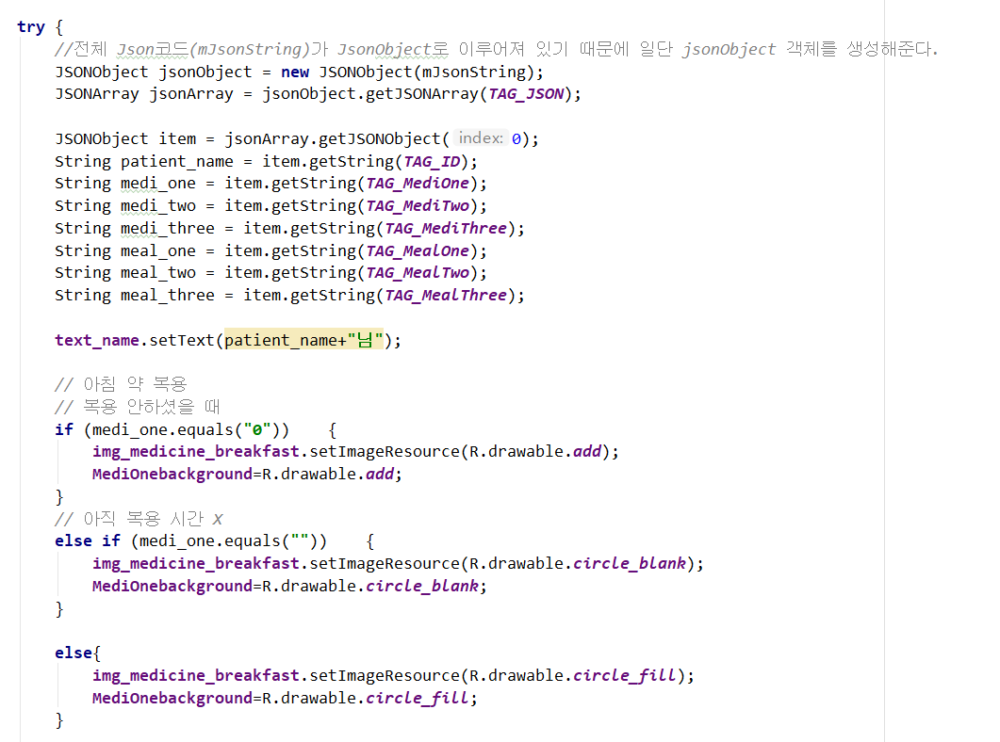 try {
//전체 Json코드(mJsonString)가 JsonObject로 이루어져 있기 때문에 일단 jsonObject 객체를 생성해준다.
JSONObject jsonObject = new JSONObject(mJsonString);
JSONArray jsonArray = jsonObject.getJSONArray(TAG_JSON);
JSONObject item = jsonArray.getJSONObject( index: 0);
String patient_name = item.getString(TAG_ID);
String medi_one = item.getString(TAG_MediOne);
String medi_two = item.getString(TAG_MediTwo);
String medi_three = item.getString(TAG_MediThree);
String meal_one = item.getString(TAG_MealOne);
String meal_two = item.getString(TAG_MealTwo);
String meal_three = item.getString(TAG_MealThree);
text_name.setText(patient_name+"님");
// 아침 약 복용
// 복용 안하셨을 때
if (medi_one.equals("0")) {
img_medicine_breakfast.setImageResource(R.drawable.add);
MediOnebackground=R.drawable.add;
}
// 아직 복용 시간 X
else if (medi_one.equals("")) {
img_medicine_breakfast.setImageResource(R.drawable.circle_blank);
MediOnebackground=R.drawable.circle_blank;
}
else{
img_medicine_breakfast.setImageResource(R.drawable.circle_fill);
MediOnebackground=R.drawable.circle_fill;
}